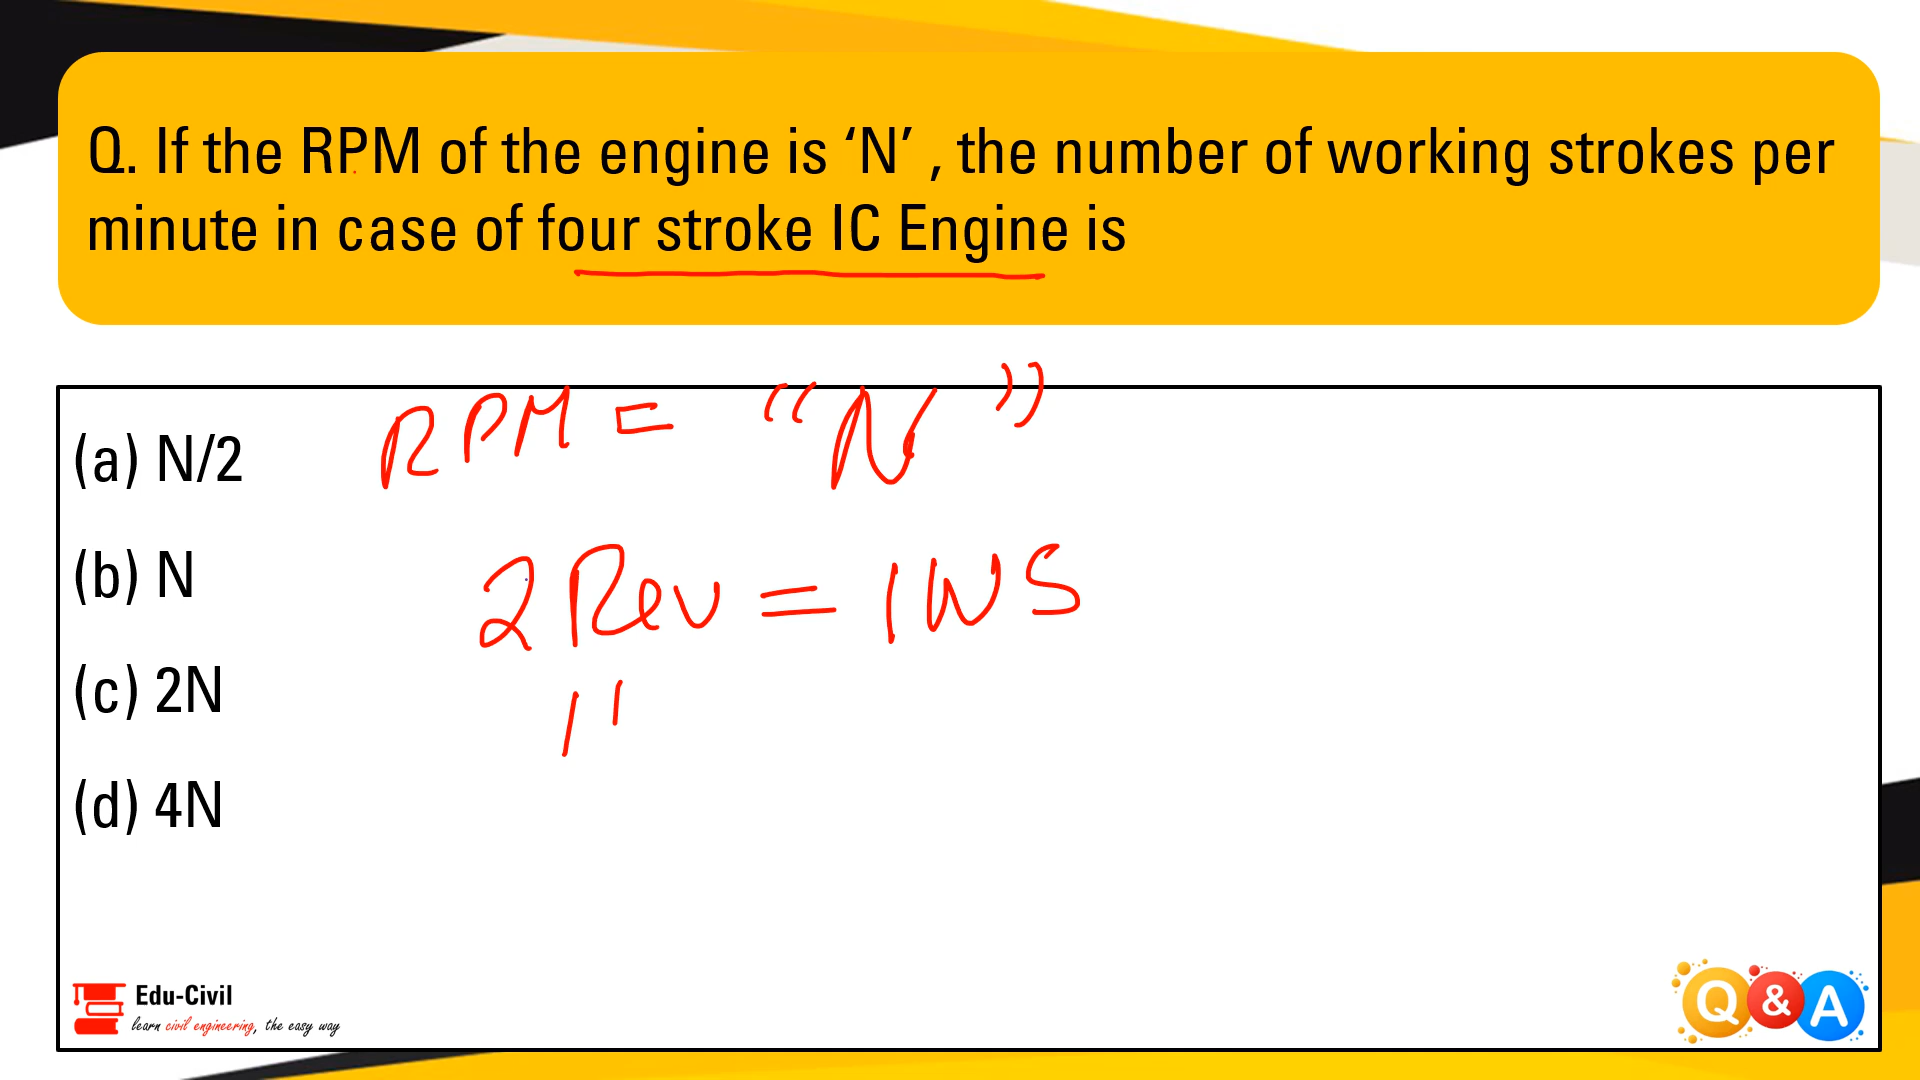 Q. If the RPM of the engine is ‘N’ , the number of working strokes per
minute in case of four stroke IC Engine is
RPM = “N”
(a) N/2
2 Rev = 1 WS
(b) N
(c) 2N
(d) 4N
Edu-Civil
learn civil engineering, the easy way
Q&A